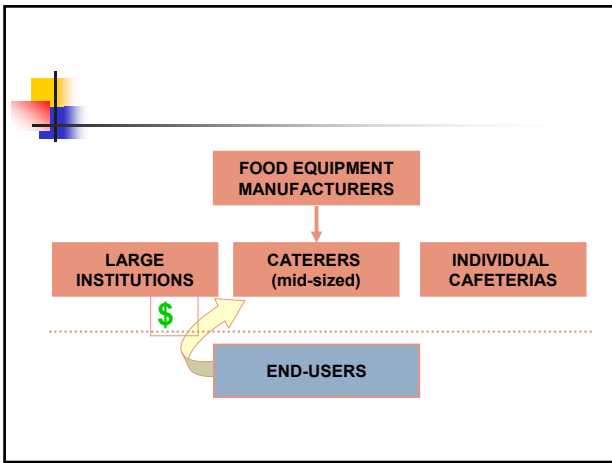 FOOD EQUIPMENT
MANUFACTURERS
LARGE
INSTITUTIONS
CATERERS
(mid-sized)
INDIVIDUAL
CAFETERIAS
$
END-USERS